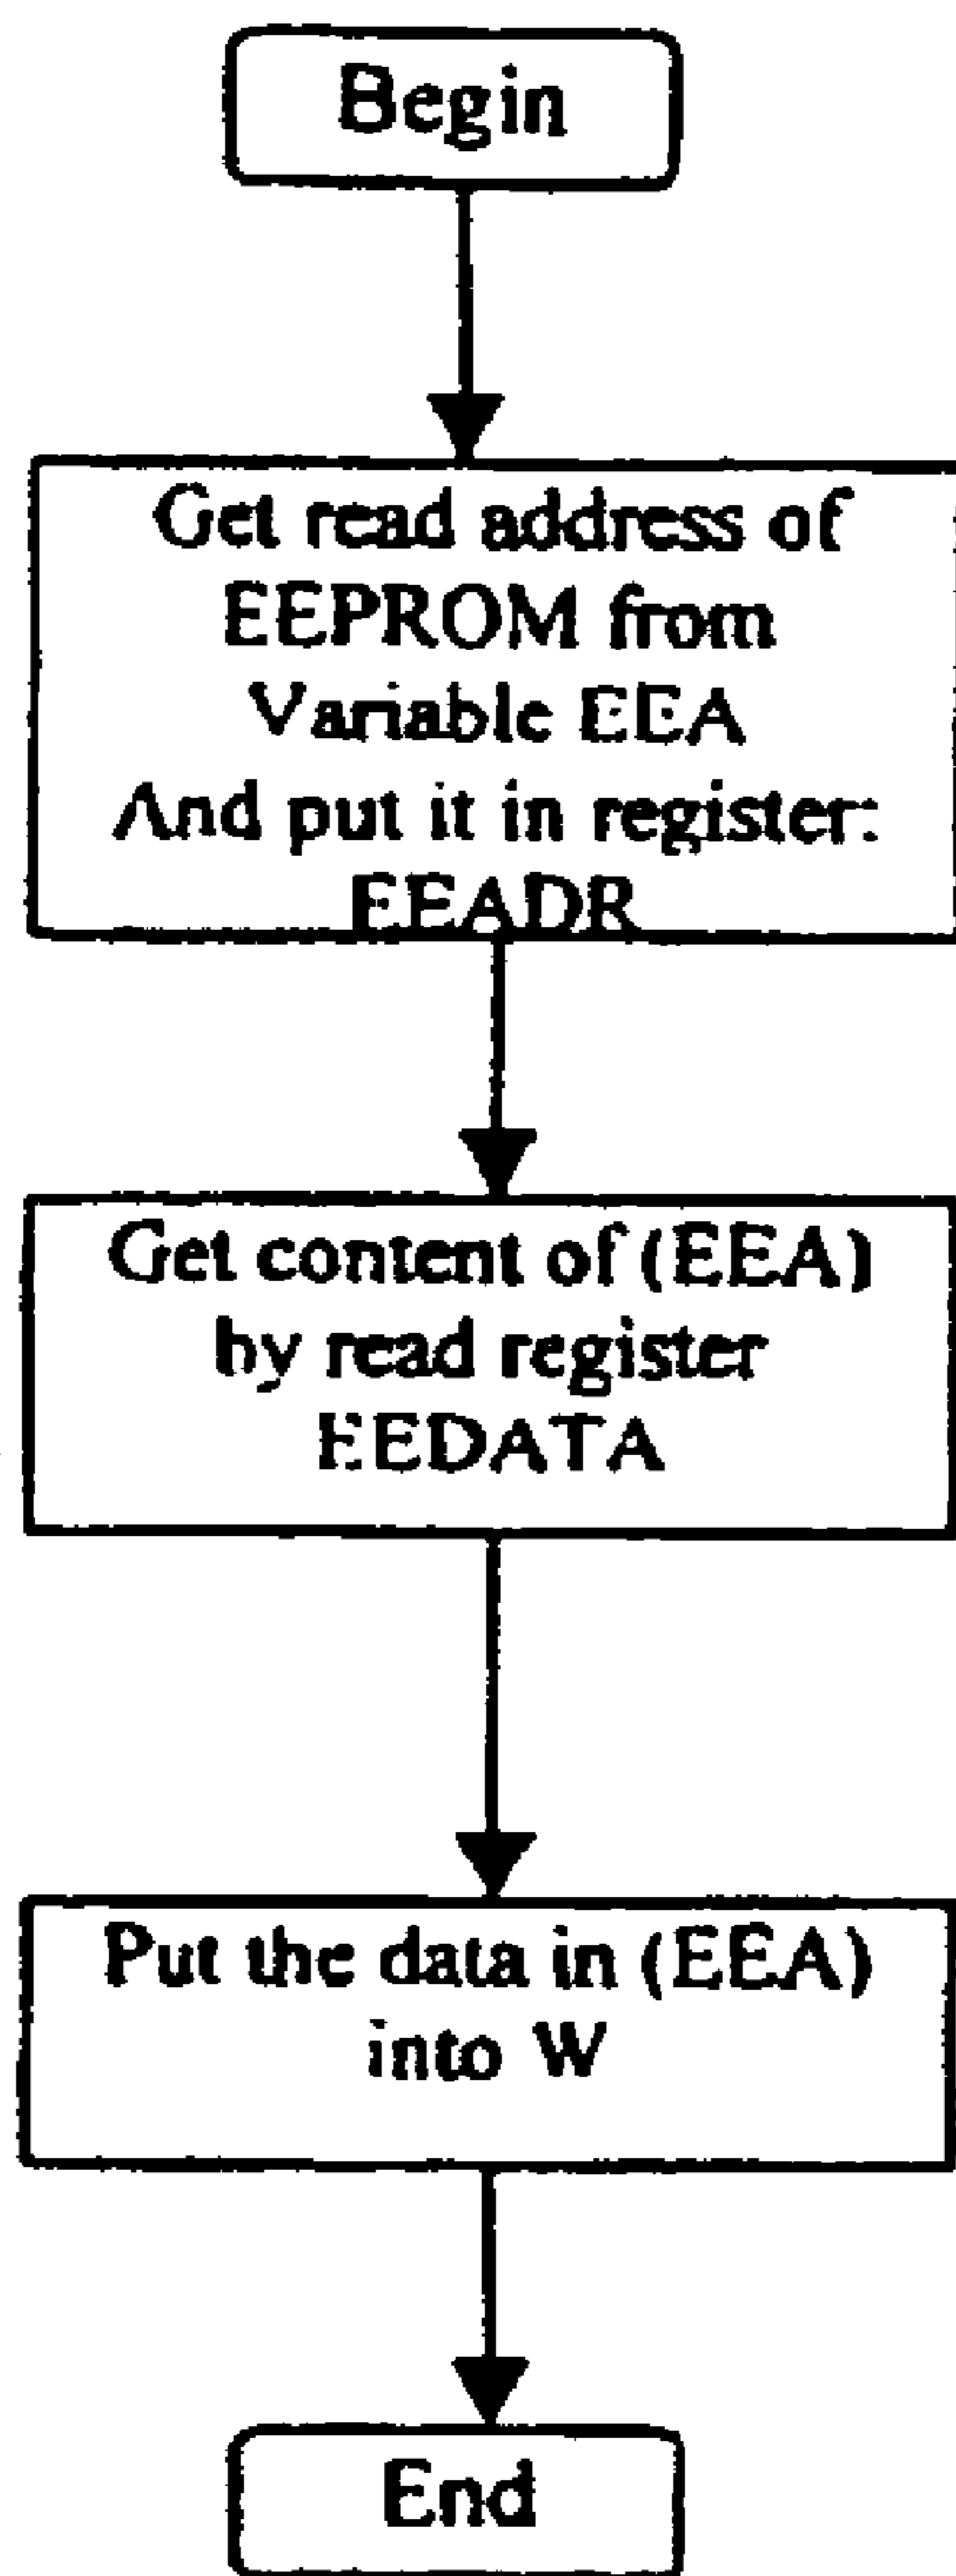 Begin
Get read address of
EEPROM from
Variable EEA
And put it in register:
EEADR
Get content of (EEA)
by read register
EEDATA
Put the data in (EEA)
into W
End